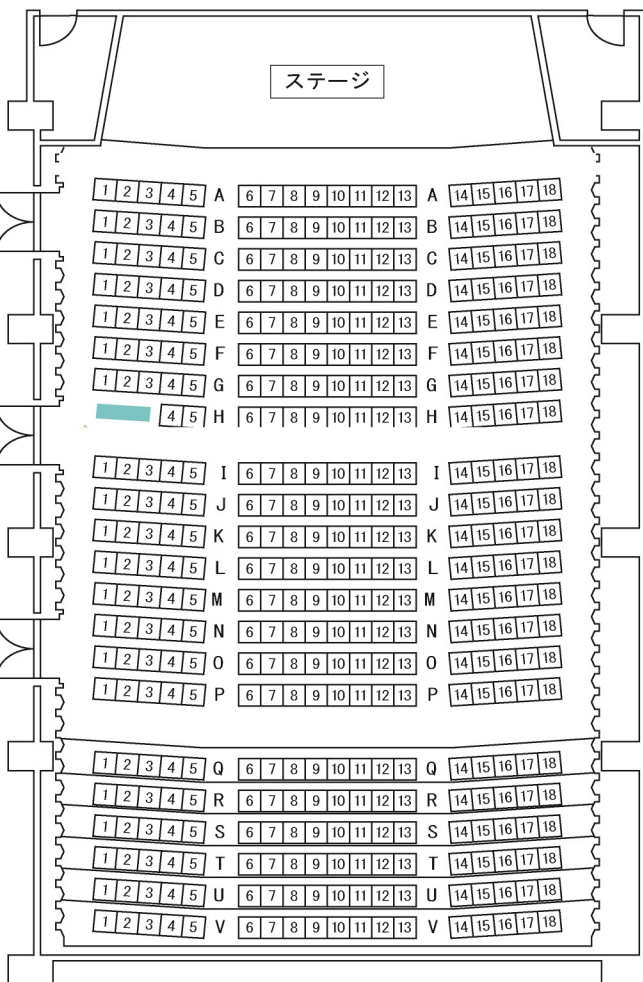 ステージ
1 2 3 4 5 A 6 7 8 9 10 11 12 13 A 14 15 16 17 18
1 2 3 4 5 B 6 7 8 9 10 11 12 13 B 14 15 16 17 18
1 2 3 4 5 C 6 7 8 9 10 11 12 13 C 14 15 16 17 18
1 2 3 4 5 D 6 7 8 9 10 11 12 13 D 14 15 16 17 18
1 2 3 4 5 E 6 7 8 9 10 11 12 13 E 14 15 16 17 18
1 2 3 4 5 F 6 7 8 9 10 11 12 13 F 14 15 16 17 18
1 2 3 4 5 G 6 7 8 9 10 11 12 13 G 14 15 16 17 18
4 5 H 6 7 8 9 10 11 12 13 H 14 15 16 17 18
1 2 3 4 5 I 6 7 8 9 10 11 12 13 I 14 15 16 17 18
1 2 3 4 5 J 6 7 8 9 10 11 12 13 J 14 15 16 17 18
1 2 3 4 5 K 6 7 8 9 10 11 12 13 K 14 15 16 17 18
1 2 3 4 5 L 6 7 8 9 10 11 12 13 L 14 15 16 17 18
1 2 3 4 5 M 6 7 8 9 10 11 12 13 M 14 15 16 17 18
1 2 3 4 5 N 6 7 8 9 10 11 12 13 N 14 15 16 17 18
1 2 3 4 5 O 6 7 8 9 10 11 12 13 O 14 15 16 17 18
1 2 3 4 5 P 6 7 8 9 10 11 12 13 P 14 15 16 17 18
1 2 3 4 5 Q 6 7 8 9 10 11 12 13 Q 14 15 16 17 18
1 2 3 4 5 R 6 7 8 9 10 11 12 13 R 14 15 16 17 18
1 2 3 4 5 S 6 7 8 9 10 11 12 13 S 14 15 16 17 18
1 2 3 4 5 T 6 7 8 9 10 11 12 13 T 14 15 16 17 18
1 2 3 4 5 U 6 7 8 9 10 11 12 13 U 14 15 16 17 18
1 2 3 4 5 V 6 7 8 9 10 11 12 13 V 14 15 16 17 18